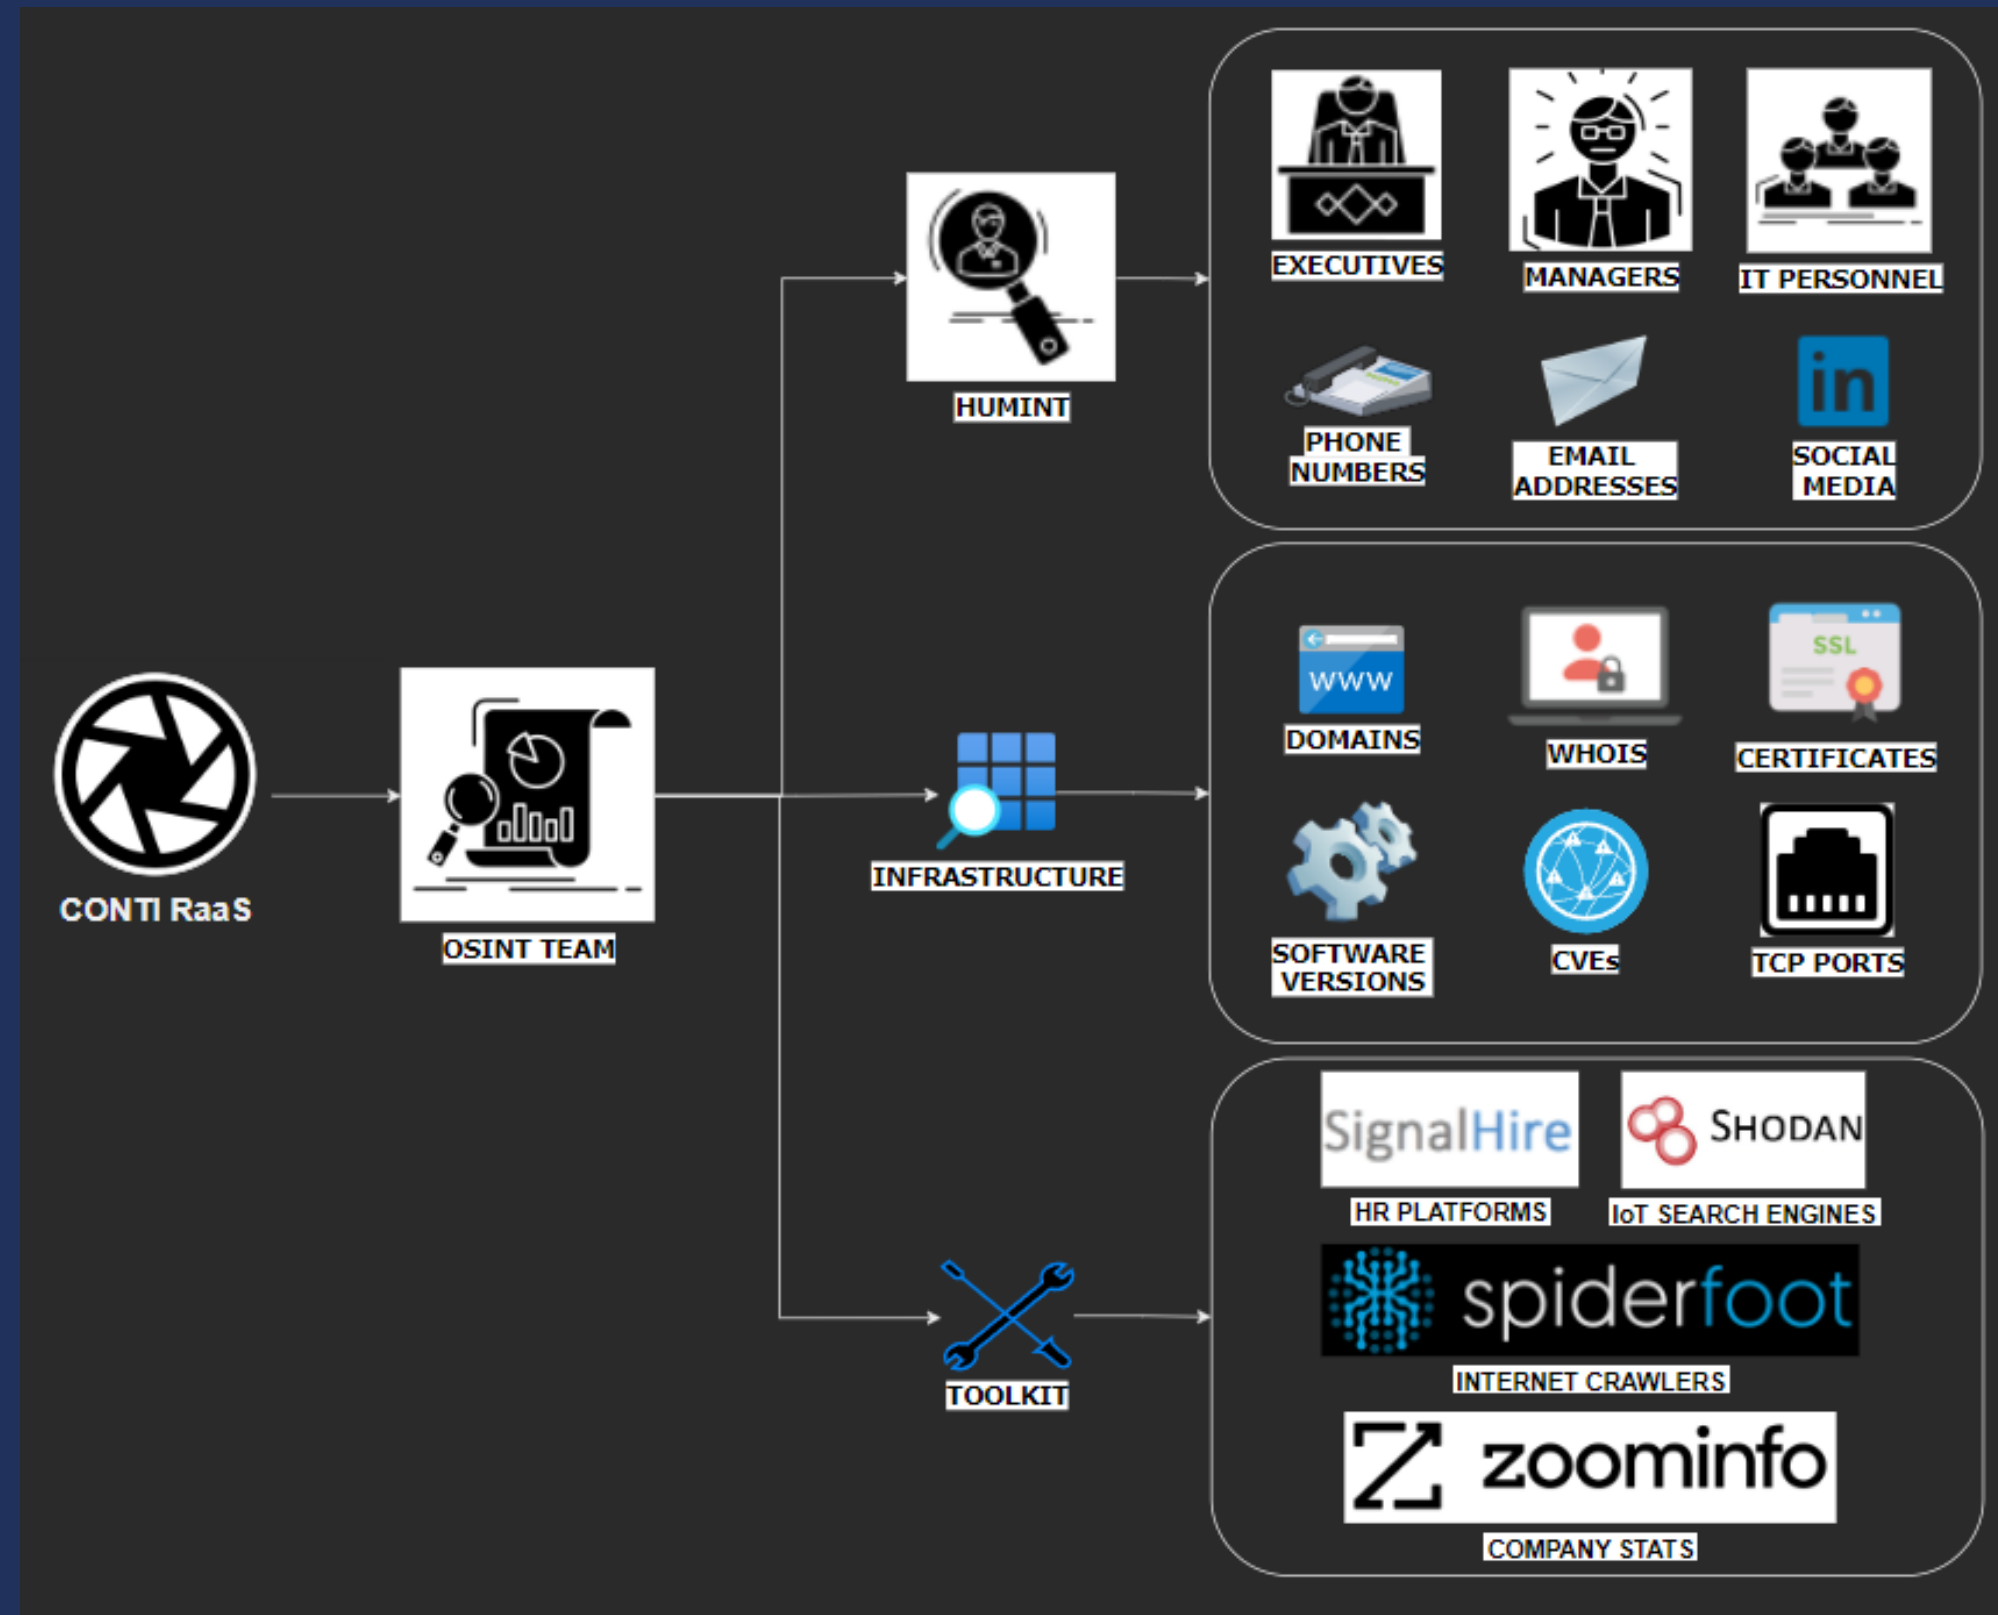 EXECUTIVES
MANAGERS
IT PERSONNEL
PHONE
NUMBERS
EMAIL
ADDRESSES
in
SOCIAL
MEDIA
HUMINT
CONTI RaaS
OSINT TEAM
INFRASTRUCTURE
www
DOMAINS
WHOIS
SSL
CERTIFICATES
SOFTWARE
VERSIONS
CVEs
TCP PORTS
TOOLKIT
SignalHire
HR PLATFORMS
SHODAN
IoT SEARCH ENGINES
spiderfoot
INTERNET CRAWLERS
zoominfo
COMPANY STATS